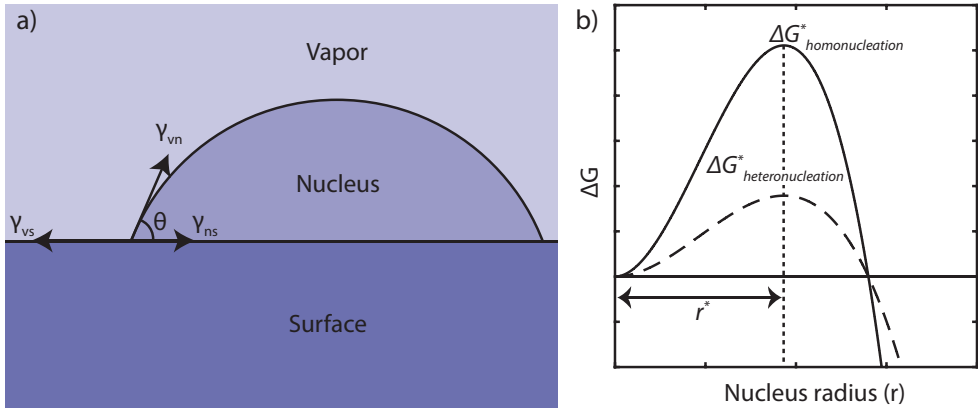 a)
Vapor
γvn
Nucleus
γvs
θ
γns
Surface
b)
ΔG*homonucleation
ΔG*heteronucleation
ΔG
r*
Nucleus radius (r)